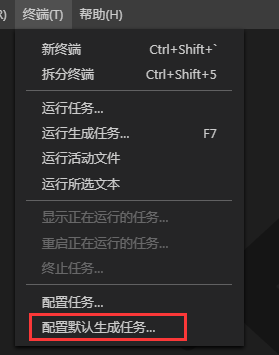 R) 终端(T) 帮助(H)
新终端 Ctrl+Shift+`
拆分终端 Ctrl+Shift+5
运行任务...
运行生成任务... F7
运行活动文件
运行所选文本
显示正在运行的任务...
重启正在运行的任务...
终止任务...
配置任务...
配置默认生成任务...